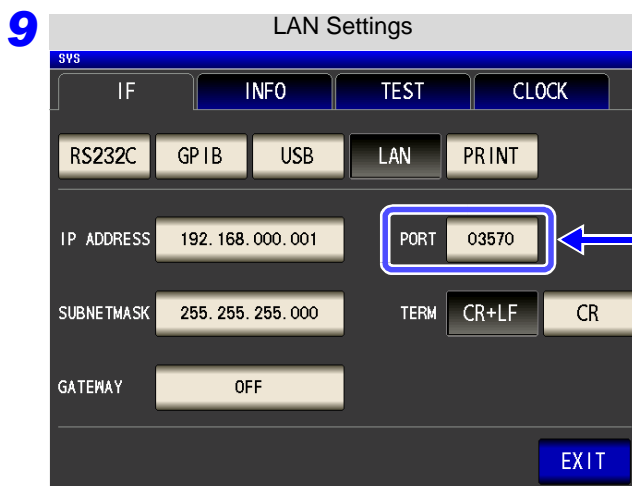 9
LAN Settings
SYS
IF INFO TEST CLOCK
RS232C GPIB USB LAN PRINT
IP ADDRESS 192.168.000.001 PORT 03570
SUBNETMASK 255.255.255.000 TERM CR+LF CR
GATEWAY OFF
EXIT